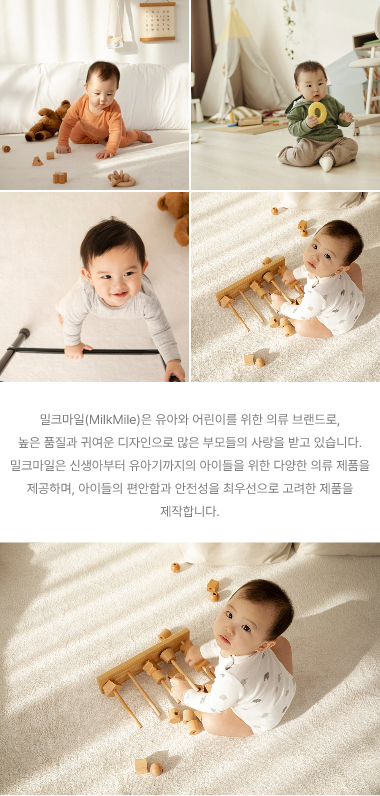 밀크마일(MilkMile)은 유아와 어린이를 위한 의류 브랜드로,
높은 품질과 귀여운 디자인으로 많은 부모들의 사랑을 받고 있습니다.
밀크마일은 신생아부터 유아기까지의 아이들을 위한 다양한 의류 제품을
제공하며, 아이들의 편안함과 안전성을 최우선으로 고려한 제품을
제작합니다.